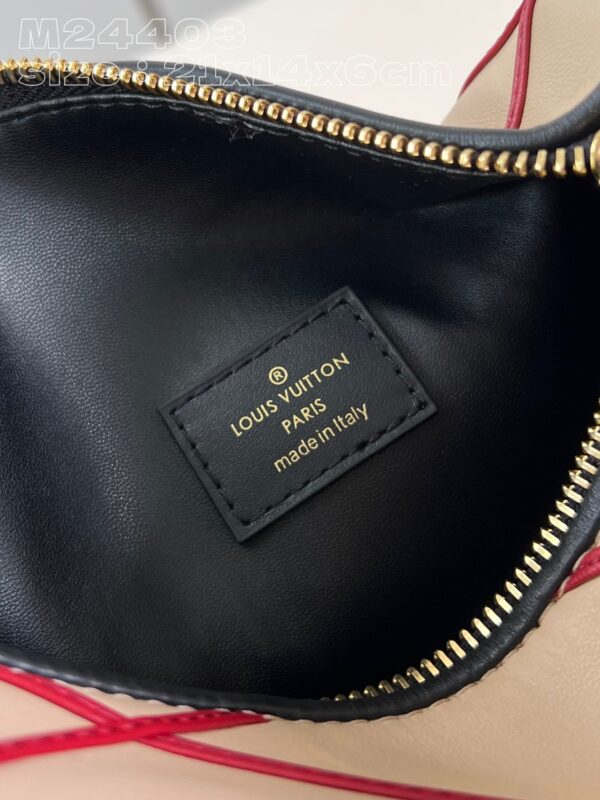 M24403
size : 21x14x6cm
®
LOUIS VUITTON
PARIS
made in Italy